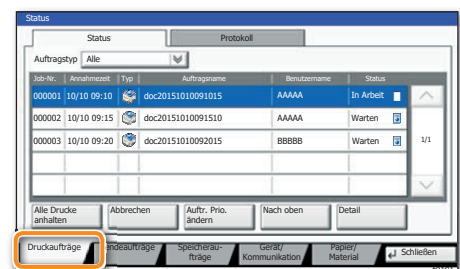 Status
Status Protokoll
Auftragstyp Alle
Job-Nr. Annahmezeit Typ Auftragsname Benutzername Status
000001 10/10 09:10 doc20151010091015 AAAAA In Arbeit
000002 10/10 09:15 doc20151010091510 AAAAA Warten
000003 10/10 09:20 doc20151010092015 BBBBB Warten
1/1
Alle Drucke anhalten Abbrechen Auftr. Prio. ändern Nach oben Detail
Druckaufträge endeaufträge Speicherau-fträge Gerät/Kommunikation Papier/Material Schließen